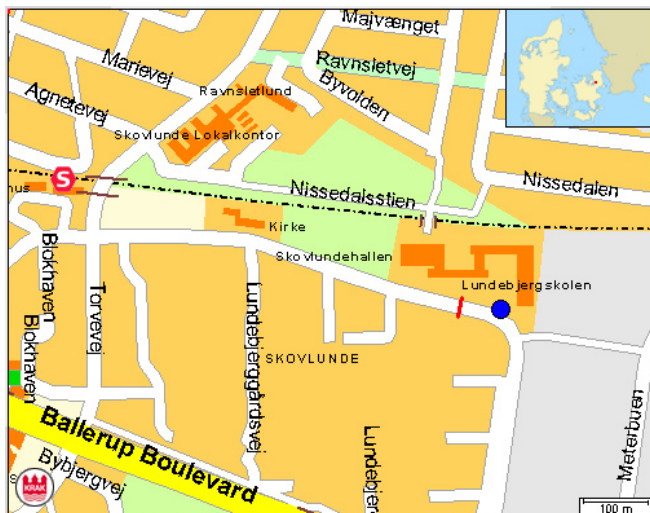 Majvænget
Ravnsletvej
Marievej
Byvolden
Ravnsletlund
Agnetevej
Skovlunde Lokalkontor
S
Nissedalsstien
Nissedalen
Kirke
Skovlundehallen
Lundebjergskolen
Blokhaven
Torvevej
Lundebjerggårdsvej
SKOVLUNDE
Blokhaven
Ballerup Boulevard
Bybjergvej
Meterbuen
KRAK
100 m